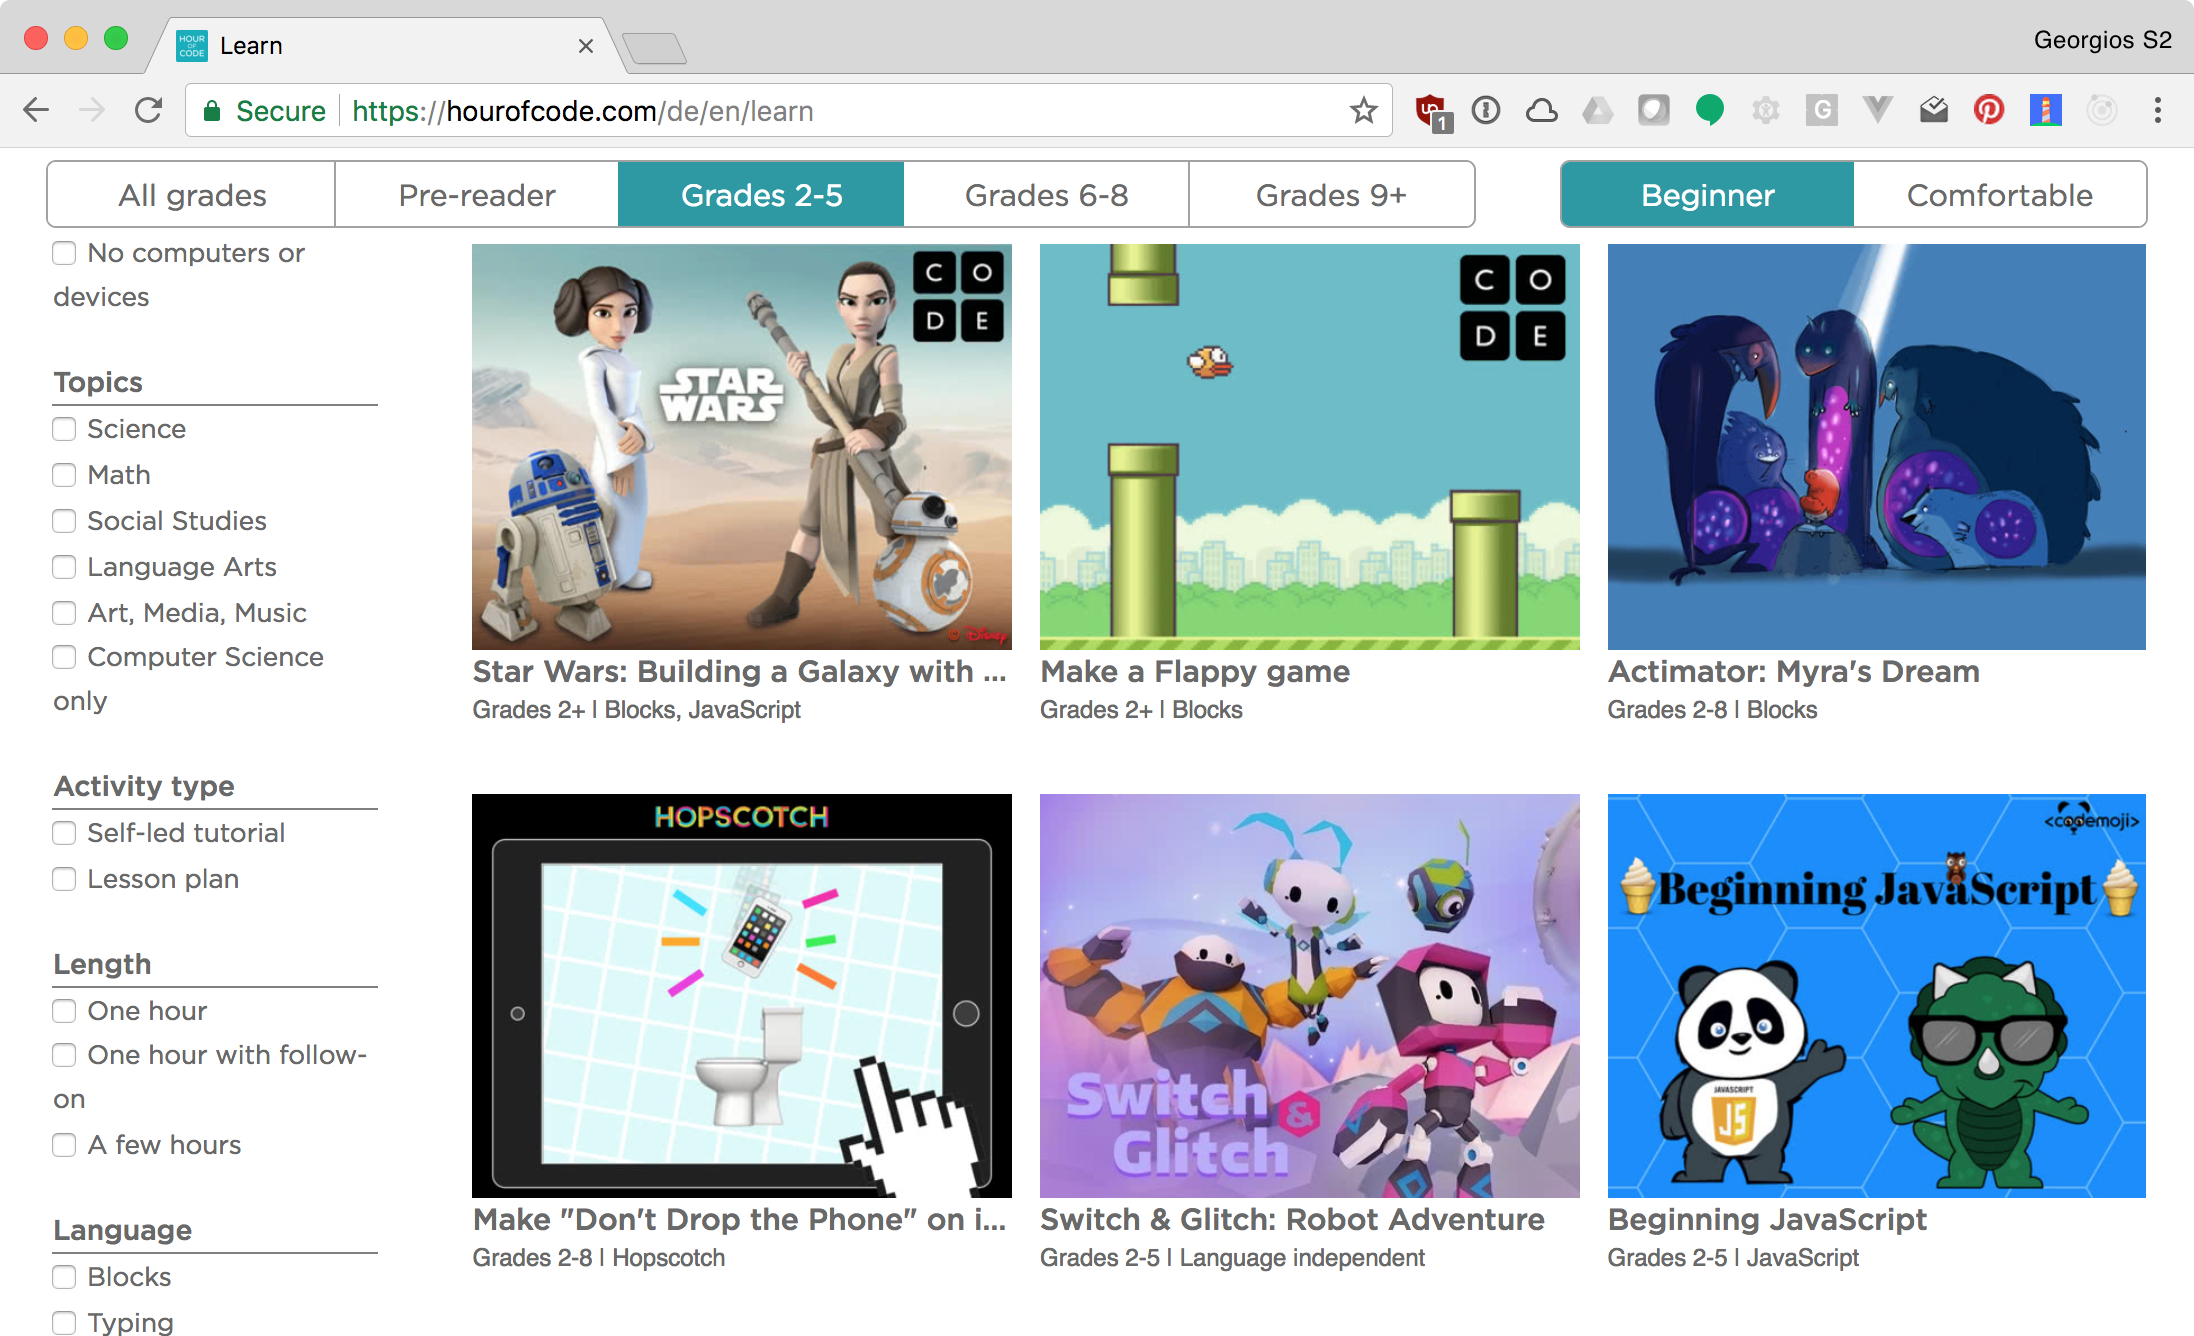 HOUR
OF
CODE
Learn
Georgios S2
Secure
https://hourofcode.com/de/en/learn
1
G
All grades
Pre-reader
Grades 2-5
Grades 6-8
Grades 9+
Beginner
Comfortable
No computers or
devices
Topics
Science
Math
Social Studies
Language Arts
Art, Media, Music
Computer Science
only
Activity type
Self-led tutorial
Lesson plan
Length
One hour
One hour with follow-
on
A few hours
Language
Blocks
Typing
C O
D E
STAR
WARS
© Disney
Star Wars: Building a Galaxy with ...
Grades 2+ | Blocks, JavaScript
C O
D E
Make a Flappy game
Grades 2+ | Blocks
Actimator: Myra's Dream
Grades 2-8 | Blocks
HOPSCOTCH
Make "Don't Drop the Phone" on i...
Grades 2-8 | Hopscotch
Switch
&
Glitch
Switch & Glitch: Robot Adventure
Grades 2-5 | Language independent
<codemoji>
Beginning JavaScript
JAVASCRIPT
JS
Beginning JavaScript
Grades 2-5 | JavaScript